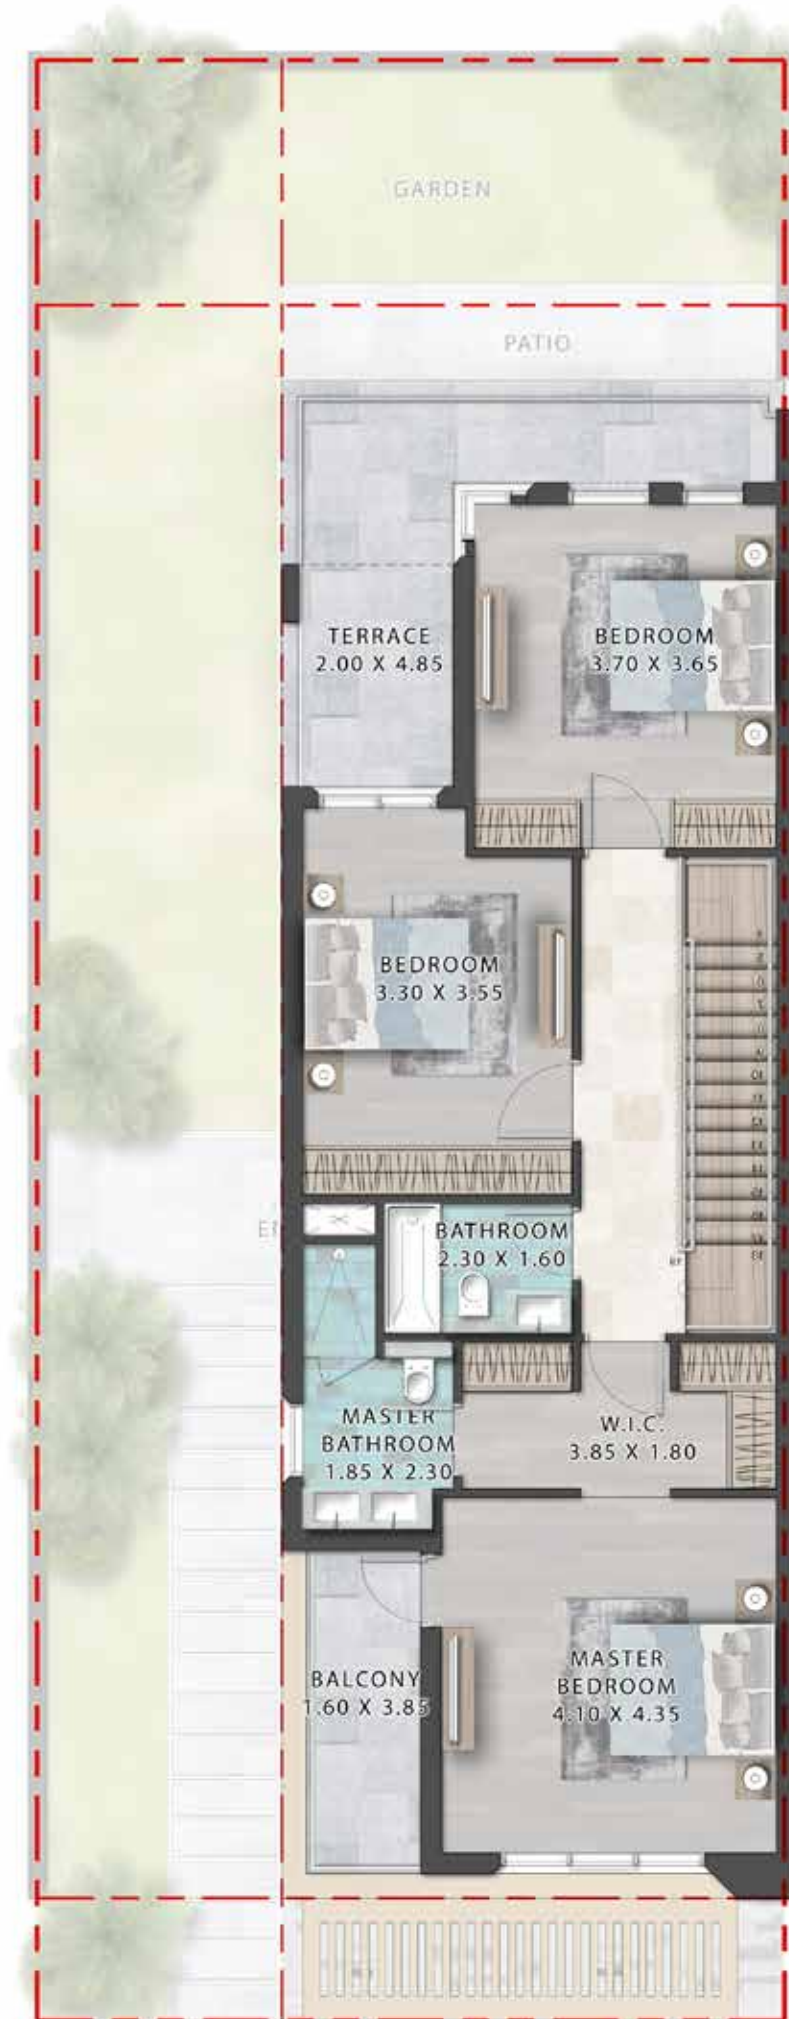 GARDEN
PATIO
TERRACE
2.00 X 4.85
BEDROOM
3.70 X 3.65
BEDROOM
3.30 X 3.55
BATHROOM
2.30 X 1.60
MASTER
BATHROOM
1.85 X 2.30
W.I.C.
3.85 X 1.80
BALCONY
1.60 X 3.85
MASTER
BEDROOM
4.10 X 4.35